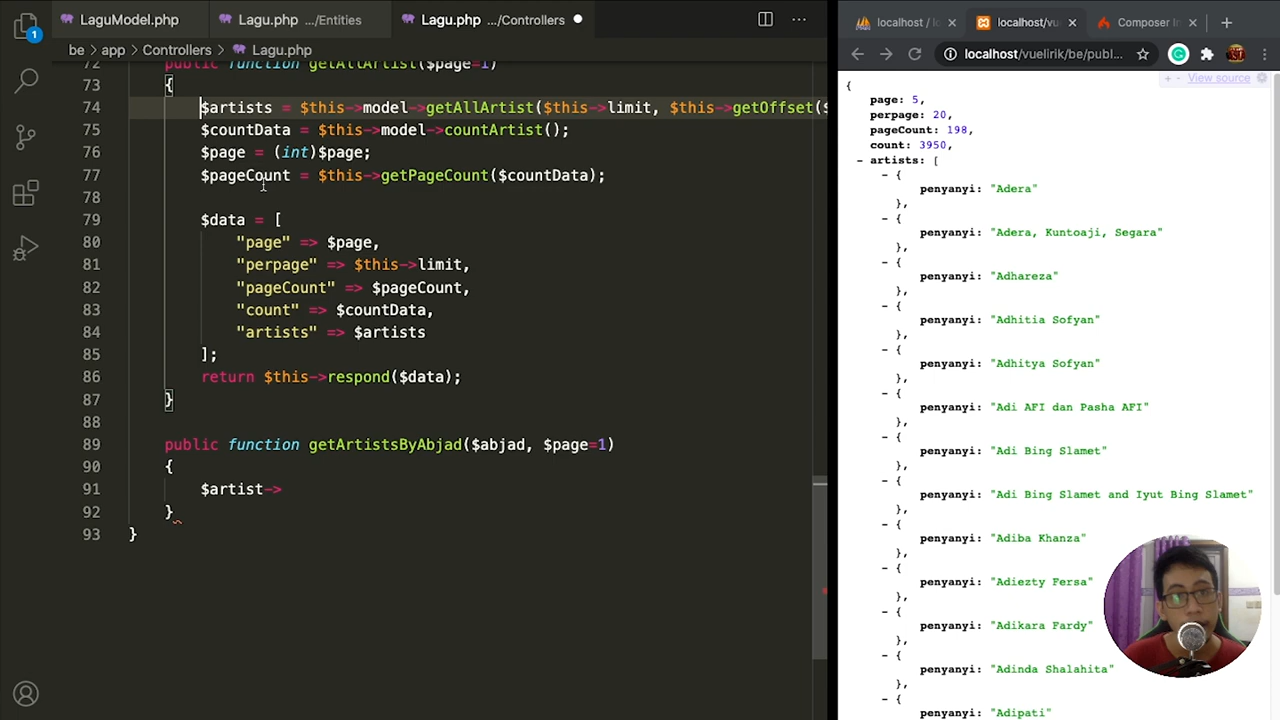 LaguModel.php
Lagu.php .../Entities
Lagu.php .../Controllers
localhost / l
localhost/vue
Composer In
1
be > app > Controllers > Lagu.php
localhost/vuelirik/be/publ...
72 public function getAllArtist($page=1)
73 {
74 $artists = $this->model->getAllArtist($this->limit, $this->getOffset($
75 $countData = $this->model->countArtist();
76 $page = (int)$page;
77 $pageCount = $this->getPageCount($countData);
78
79 $data = [
80 "page" => $page,
81 "perpage" => $this->limit,
82 "pageCount" => $pageCount,
83 "count" => $countData,
84 "artists" => $artists
85 ];
86 return $this->respond($data);
87 }
88
89 public function getArtistsByAbjad($abjad, $page=1)
90 {
91 $artist->
92 }
93 }
+ - View source
{
page: 5,
perpage: 20,
pageCount: 198,
count: 3950,
- artists: [
- {
penyanyi: "Adera"
},
- {
penyanyi: "Adera, Kuntoaji, Segara"
},
- {
penyanyi: "Adhareza"
},
- {
penyanyi: "Adhitia Sofyan"
},
- {
penyanyi: "Adhitya Sofyan"
},
- {
penyanyi: "Adi AFI dan Pasha AFI"
},
- {
penyanyi: "Adi Bing Slamet"
},
- {
penyanyi: "Adi Bing Slamet and Iyut Bing Slamet"
},
- {
penyanyi: "Adiba Khanza"
},
- {
penyanyi: "Adiezty Fersa"
},
- {
penyanyi: "Adikara Fardy"
},
- {
penyanyi: "Adinda Shalahita"
},
- {
penyanyi: "Adipati"